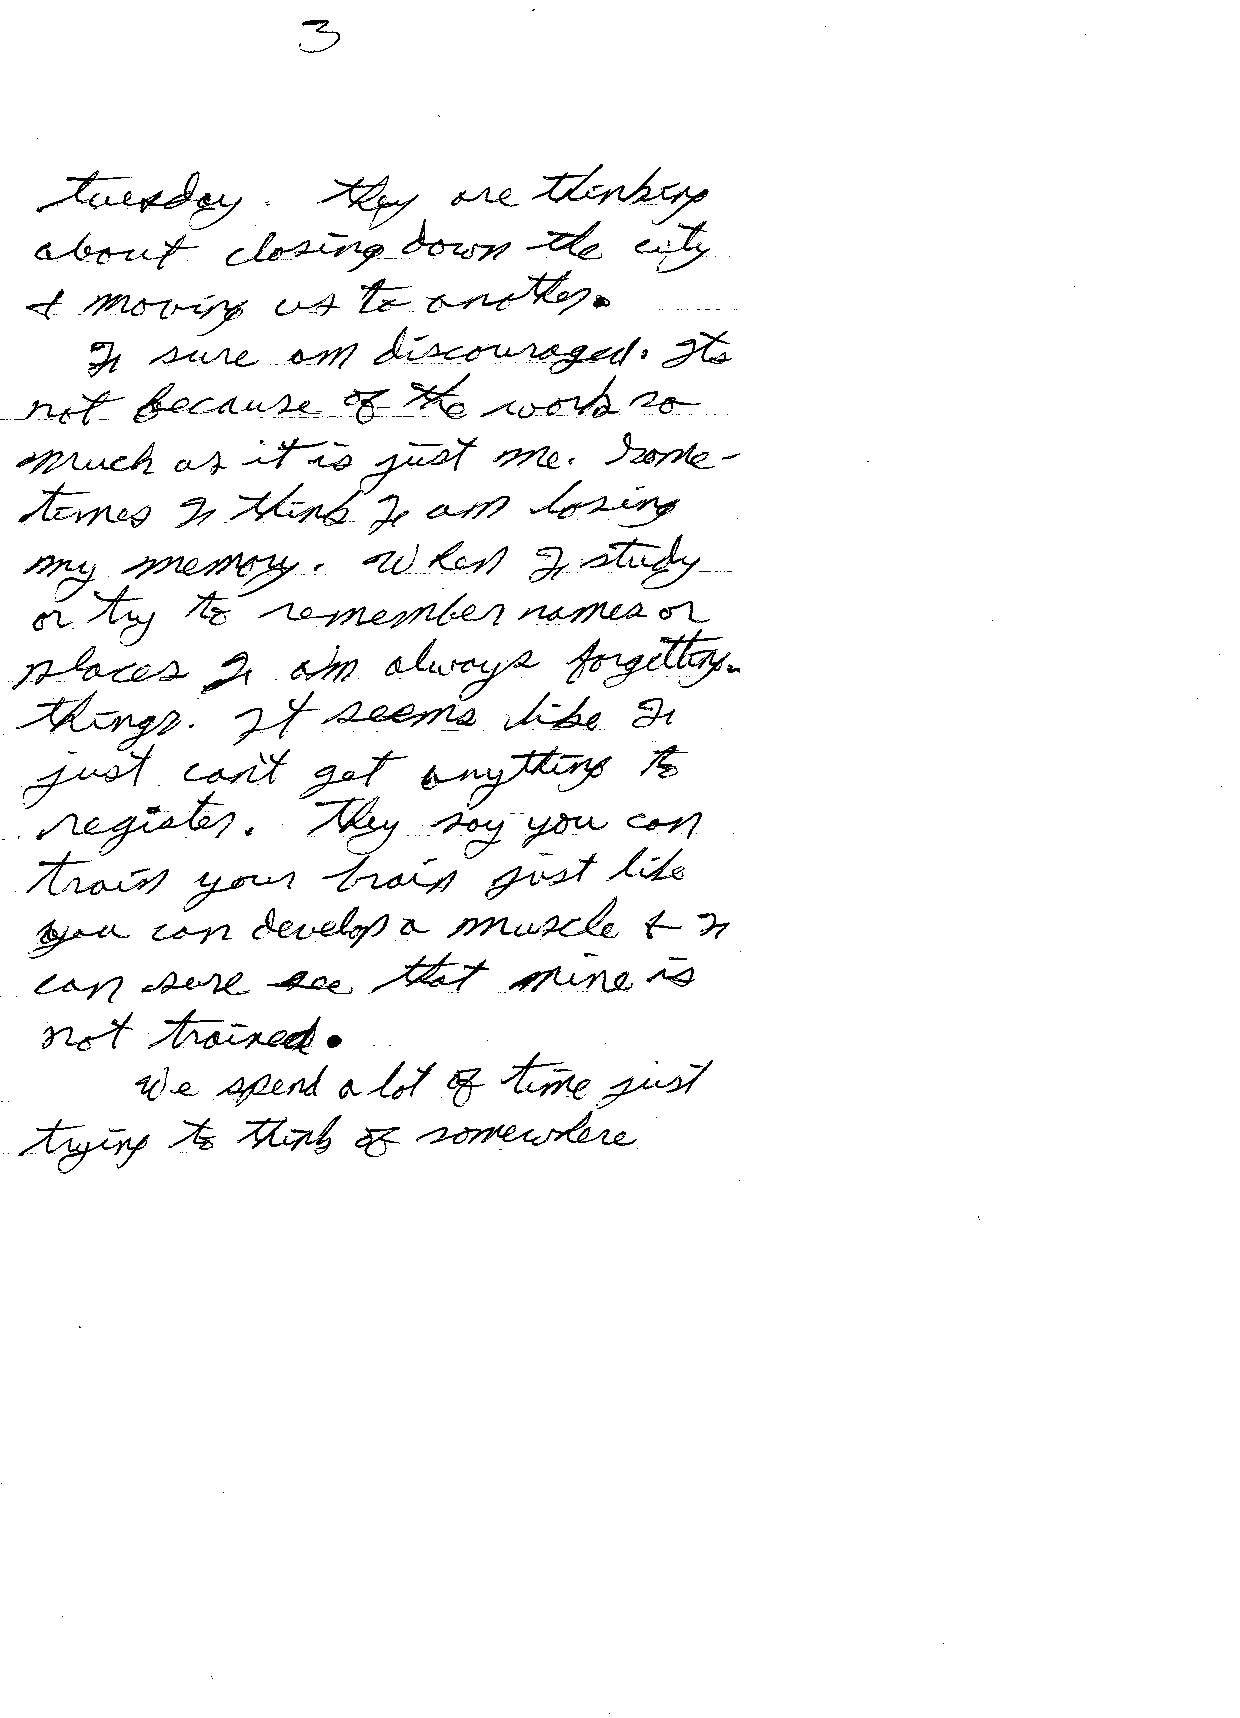 3
tuesday. They are thinking
about closing down the city
& moving us to another.
I sure am discouraged. Its
not because of the work so
much as it is just me. Some-
times I think I am losing
my memory. When I study
or try to remember names or
places I am always forgetting
things. It seems like I
just can't get anything to
register. They say you can
train your brain just like
you can develop a muscle & I
can sure see that mine is
not trained.
We spend a lot of time just
trying to think of somewhere